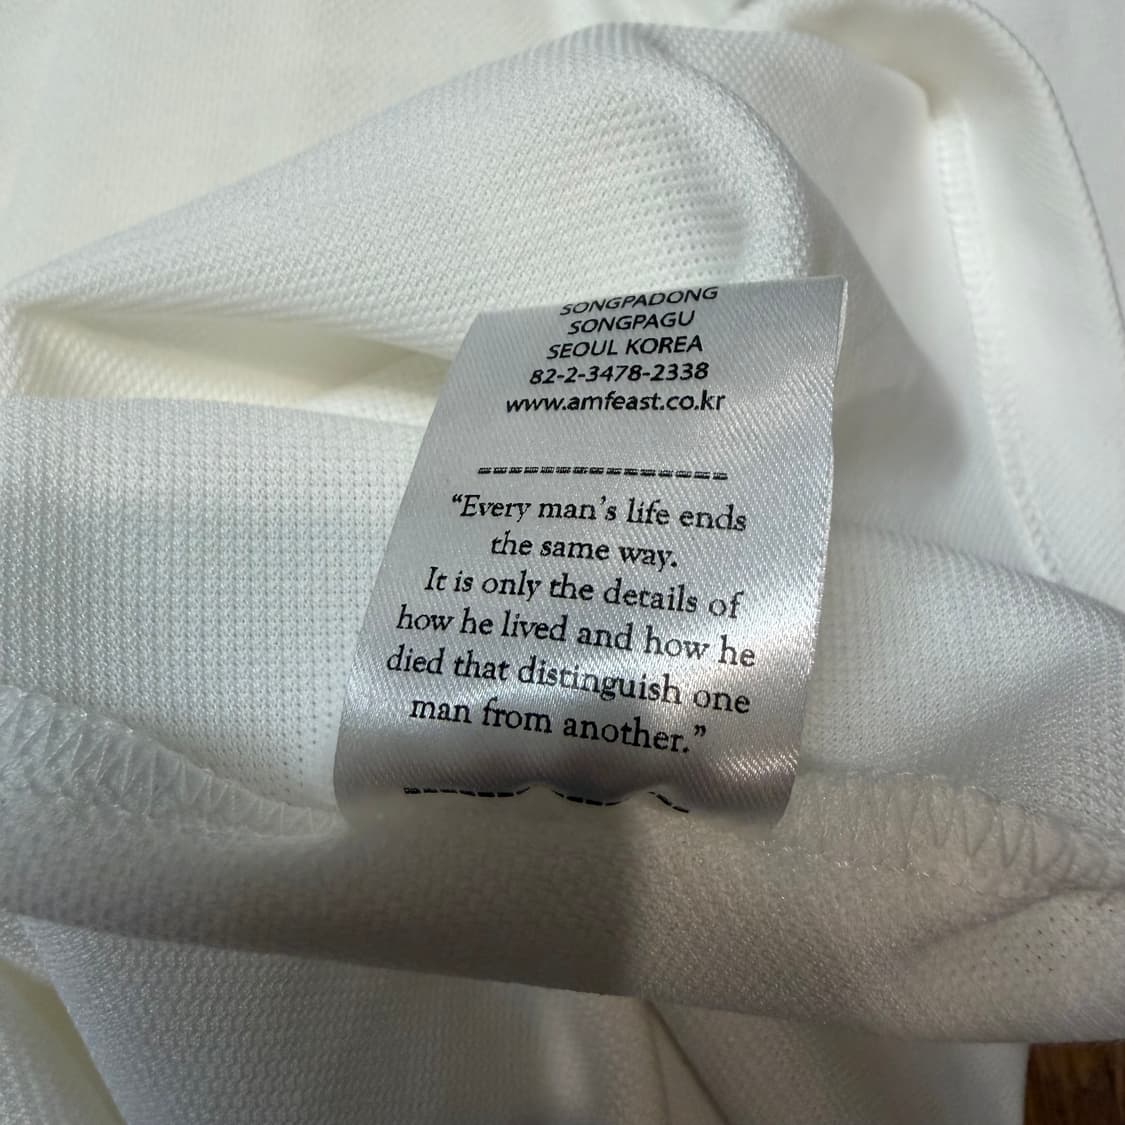 SONGPADONG
SONGPAGU
SEOUL KOREA
82-2-3478-2338
www.amfeast.co.kr
“Every man’s life ends
the same way.
It is only the details of
how he lived and how he
died that distinguish one
man from another.”